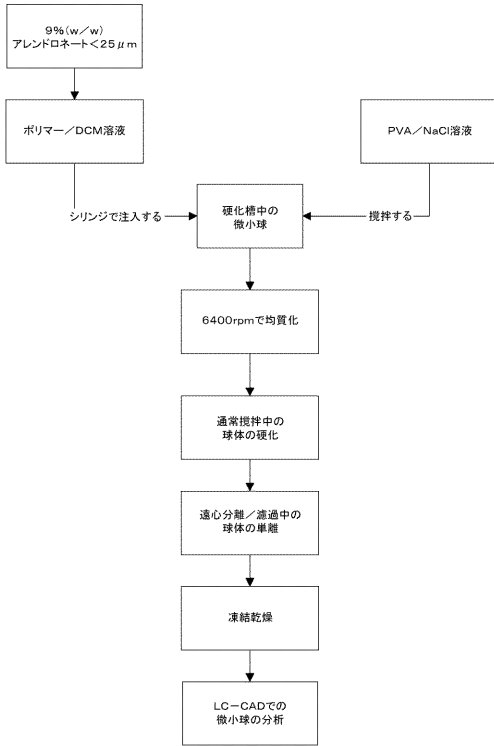 9%(w/w)
アレンドロネート<25μm
ポリマー/DCM溶液
PVA/NaCl溶液
シリンジで注入する
硬化槽中の
微小球
攪拌する
6400rpmで均質化
通常攪拌中の
球体の硬化
遠心分離/濾過中の
球体の単離
凍結乾燥
LC-CADでの
微小球の分析